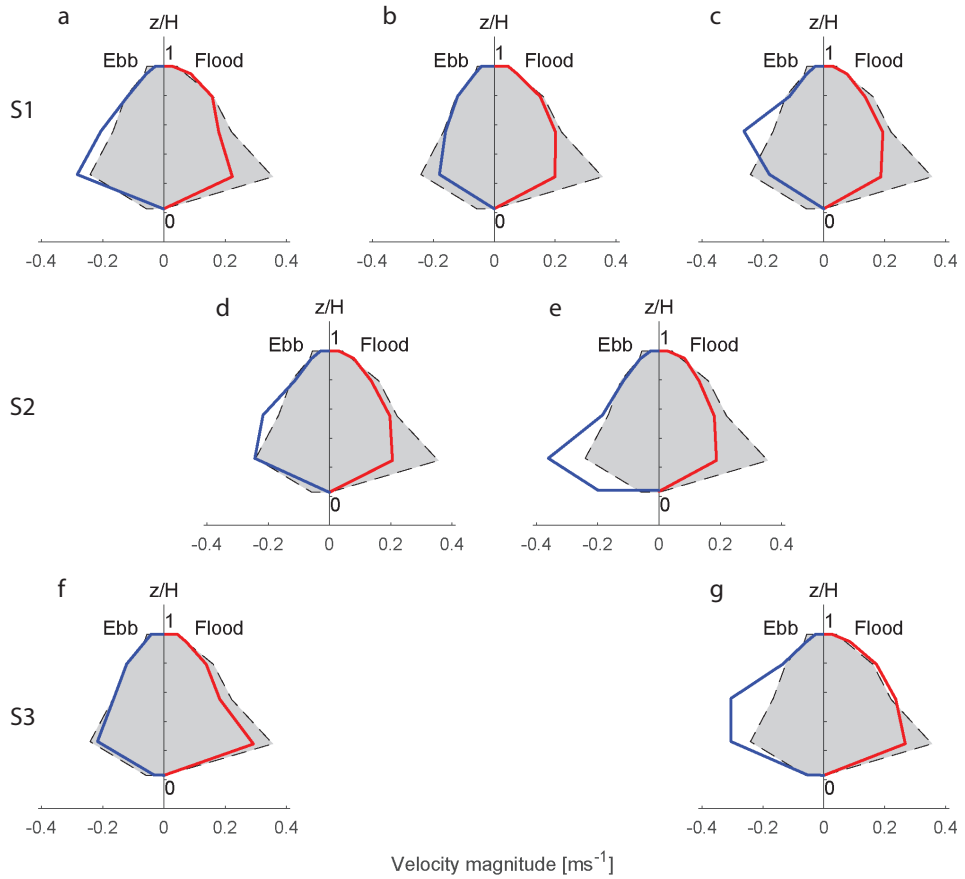 a b c
z/H z/H z/H
1 1 1
Ebb Flood Ebb Flood Ebb Flood
S1
0 0 0
-0.4 -0.2 0 0.2 0.4 -0.4 -0.2 0 0.2 0.4 -0.4 -0.2 0 0.2 0.4
d e
z/H z/H
1 1
Ebb Flood Ebb Flood
S2
0 0
-0.4 -0.2 0 0.2 0.4 -0.4 -0.2 0 0.2 0.4
f g
z/H z/H
1 1
Ebb Flood Ebb Flood
S3
0 0
-0.4 -0.2 0 0.2 0.4 -0.4 -0.2 0 0.2 0.4
Velocity magnitude [ms⁻¹]